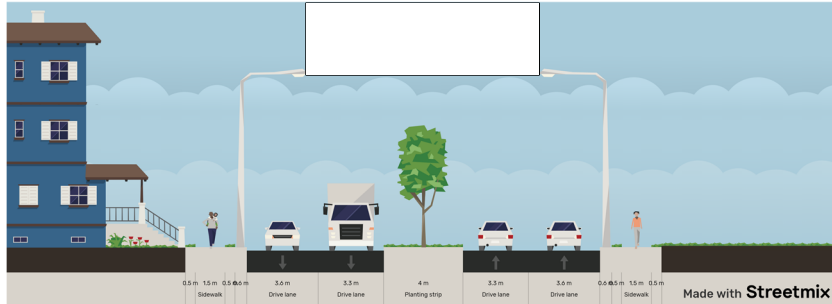 0.5 m 1.5 m 0.5 m 0.6 m 3.6 m 3.3 m 4 m 3.3 m 3.6 m 0.6 m 0.5 m 1.5 m 0.5 m
Sidewalk Drive lane Drive lane Planting strip Drive lane Drive lane Sidewalk
Made with Streetmix